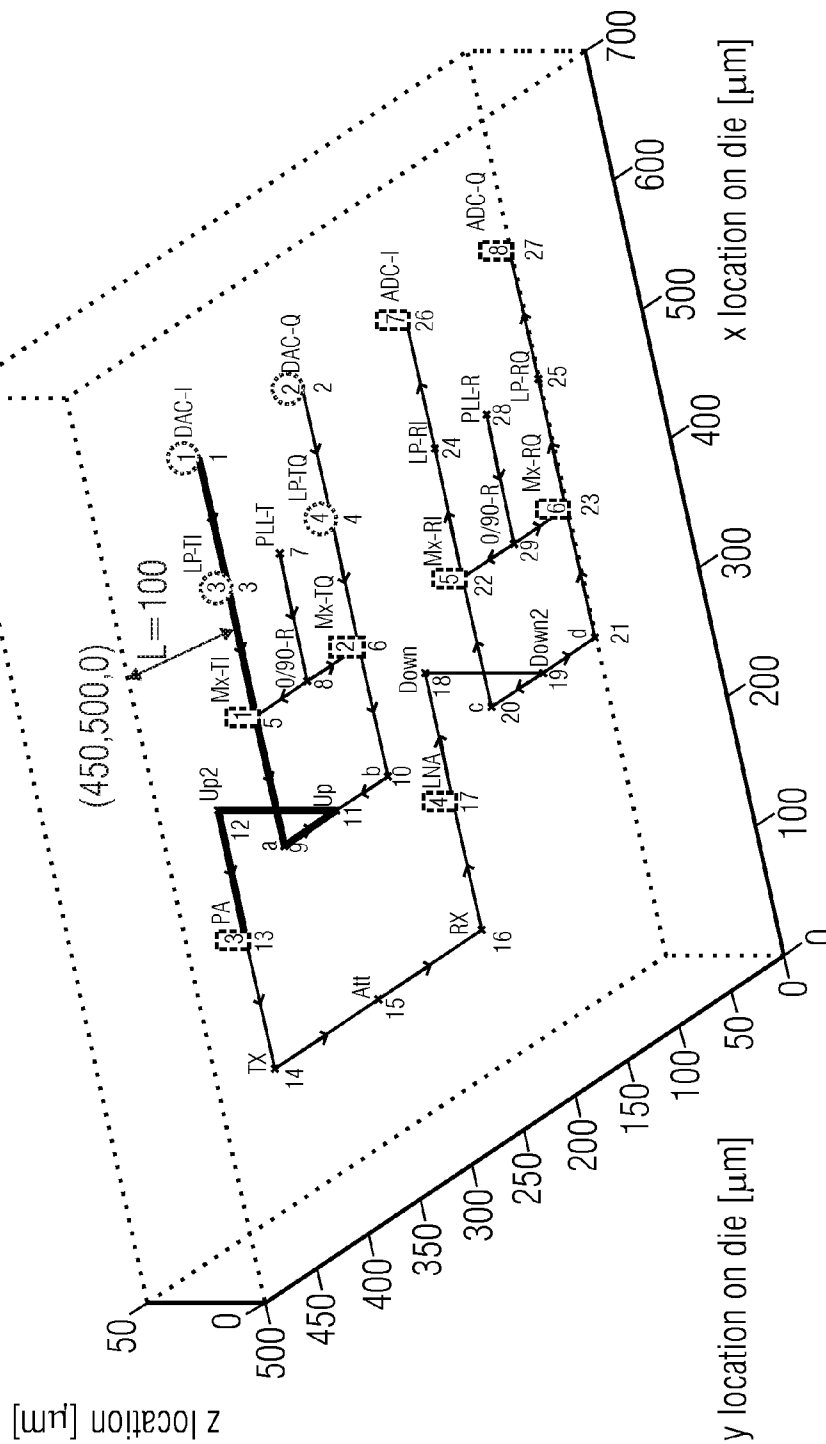 z location [µm]
50
0
500
450
400
350
300
250
200
150
100
50
0
y location on die [µm]
0
100
200
300
400
500
600
700
x location on die [µm]
(450,500,0)
L=100
1 DAC-I
1
LP-TI
3
3
Mx-TI
1
5
PLL-T
7
0/90-R
8
2 DAC-Q
2
LP-TQ
4
4
Mx-TQ
2
6
a
9
b
10
Up
11
Up2
12
PA
3
13
TX
14
Att
15
RX
16
4 LNA
17
Down
18
Down2
19
c
20
d
21
Mx-RI
5
22
Mx-RQ
6
23
LP-RI
24
LP-RQ
25
ADC-I
7
26
ADC-Q
8
27
PLL-R
28
0/90-R
29